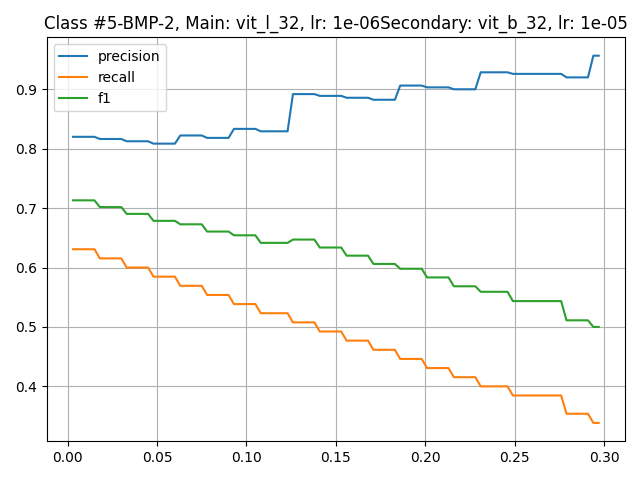 Class #5-BMP-2, Main: vit_l_32, lr: 1e-06Secondary: vit_b_32, lr: 1e-05
precision
recall
f1
0.9
0.8
0.7
0.6
0.5
0.4
0.00 0.05 0.10 0.15 0.20 0.25 0.30